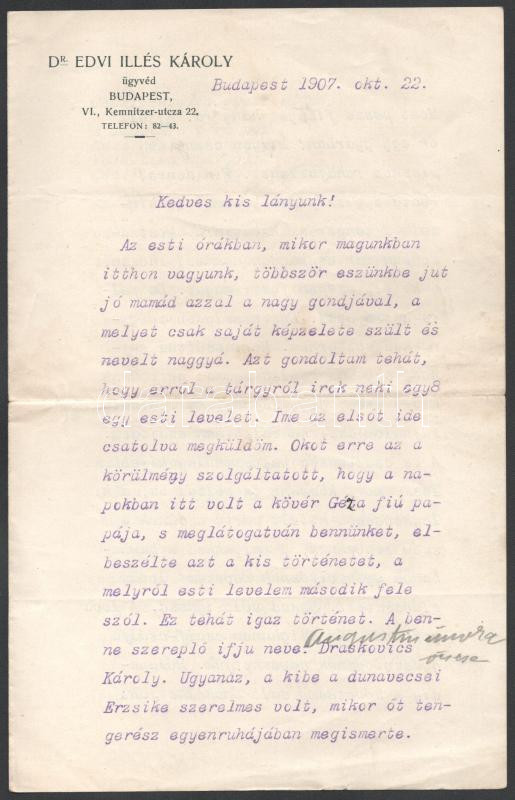 DR. EDVI ILLÉS KÁROLY
ügyvéd
BUDAPEST,
VI., Kemnitzer-utcza 22.
TELEFON: 82—43.
Budapest 1907. okt. 22.
Kedves kis lányunk!
Az esti órákban, mikor magunkban
itthon vagyunk, többször eszünkbe jut
jó mamád azzal a nagy gondjával, a
melyet csak saját képzelete szült és
nevelt naggyá. Azt gondoltam tehát,
hogy erról a tárgyról irok neki egy8
egy esti levelet. Ime az elsót ide
csatolva megküldöm. Okot erre az a
körülmény szolgáltatott, hogy a na-
pokban itt volt a kövér Géza fiú pa-
pája, s meglátogatván bennünket, el-
beszélte azt a kis történetet, a
melyról esti levelem második fele
szól. Ez tehát igaz történet. A ben-
ne szerepló ifju neve: Draskovics
Károly. Ugyanaz, a kibe a dunavecsei
Erzsike szerelmes volt, mikor ót ten-
gerész egyenruhájában megismerte.